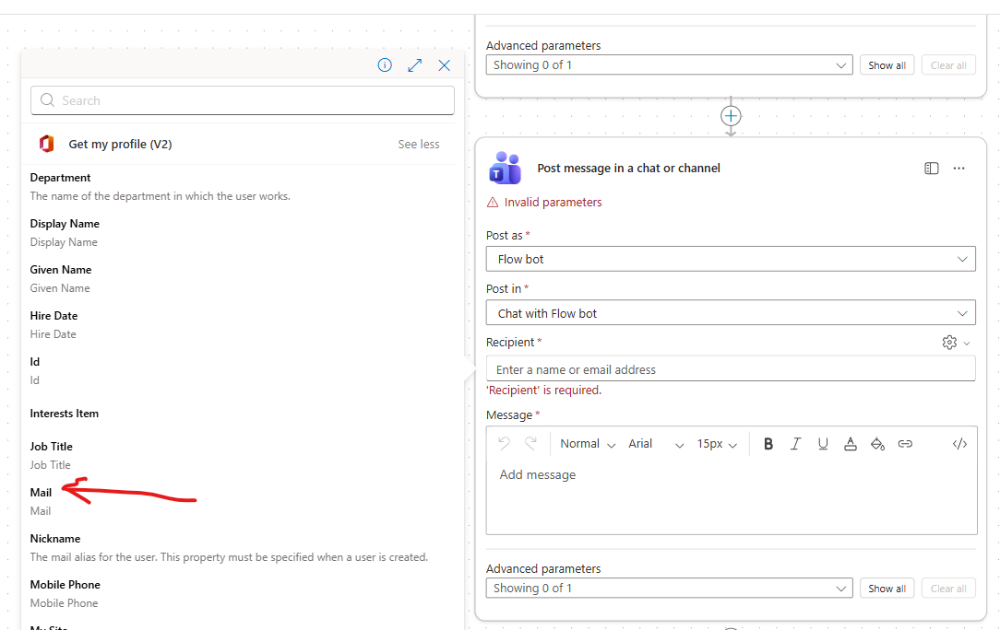 Search
Get my profile (V2)
See less
Department
The name of the department in which the user works.
Display Name
Display Name
Given Name
Given Name
Hire Date
Hire Date
Id
Id
Interests Item
Job Title
Job Title
Mail
Mail
Nickname
The mail alias for the user. This property must be specified when a user is created.
Mobile Phone
Mobile Phone
My Site
Advanced parameters
Showing 0 of 1
Show all
Clear all
T
Post message in a chat or channel
Invalid parameters
Post as *
Flow bot
Post in *
Chat with Flow bot
Recipient *
Enter a name or email address
'Recipient' is required.
Message *
Normal Arial 15px B I U A </>
Add message
Advanced parameters
Showing 0 of 1
Show all
Clear all